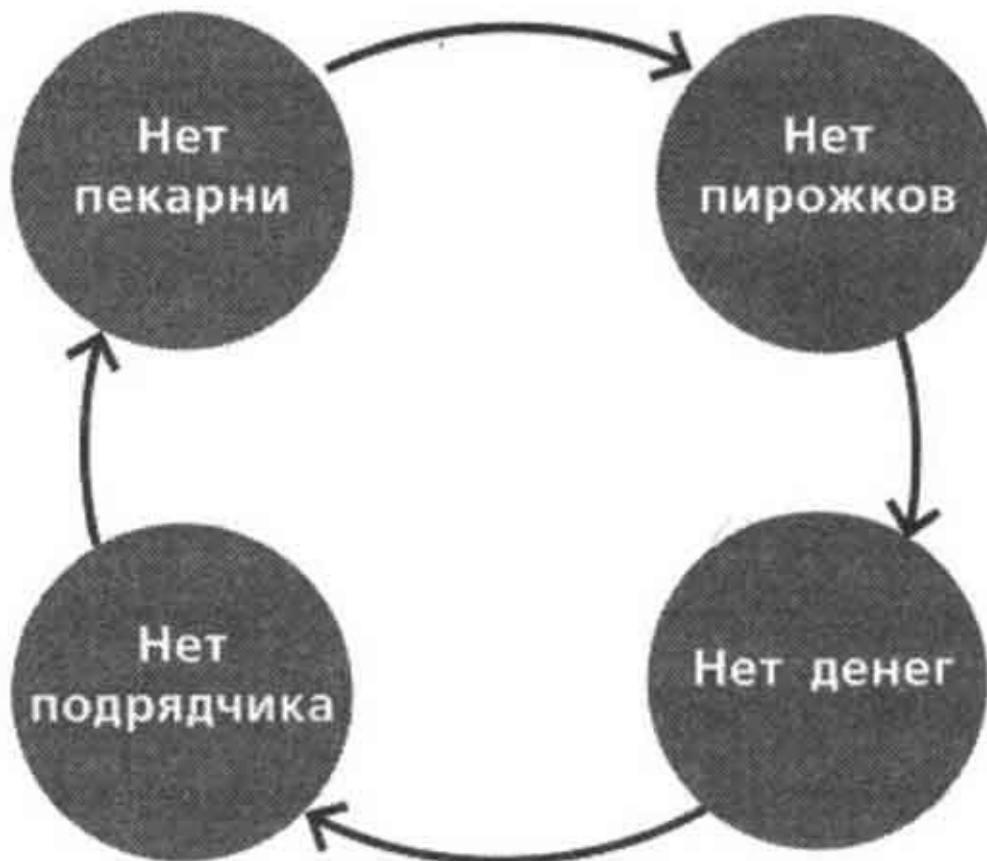 Нет
пекарни
Нет
пирожков
Нет
подрядчика
Нет денег